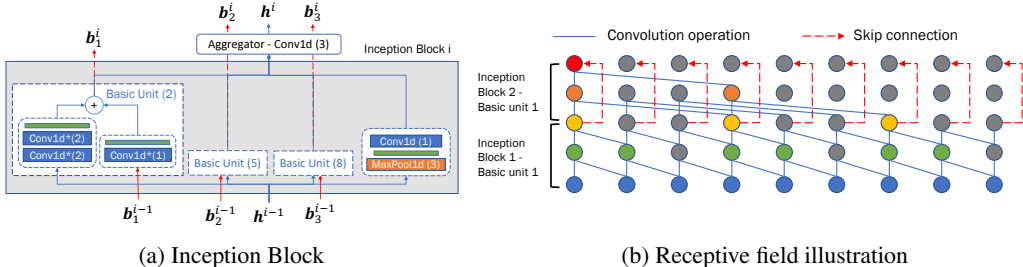 b_1^i
b_2^i
h^i
b_3^i
Aggregator - Conv1d (3)
Inception Block i
Basic Unit (2)
+
Conv1d*(2)
Conv1d*(2)
Conv1d*(1)
Basic Unit (5)
Basic Unit (8)
Conv1d (1)
MaxPool1d (3)
b_1^{i-1}
b_2^{i-1}
h^{i-1}
b_3^{i-1}
(a) Inception Block
Convolution operation
Skip connection
Inception
Block 2 -
Basic unit 1
Inception
Block 1 -
Basic unit 1
(b) Receptive field illustration